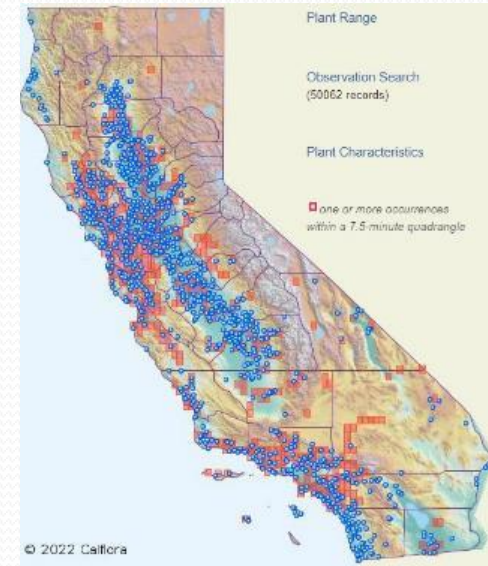 Plant Range
Observation Search
(50062 records)
Plant Characteristics
one or more occurrences
within a 7.5-minute quadrangle
© 2022 Calflora